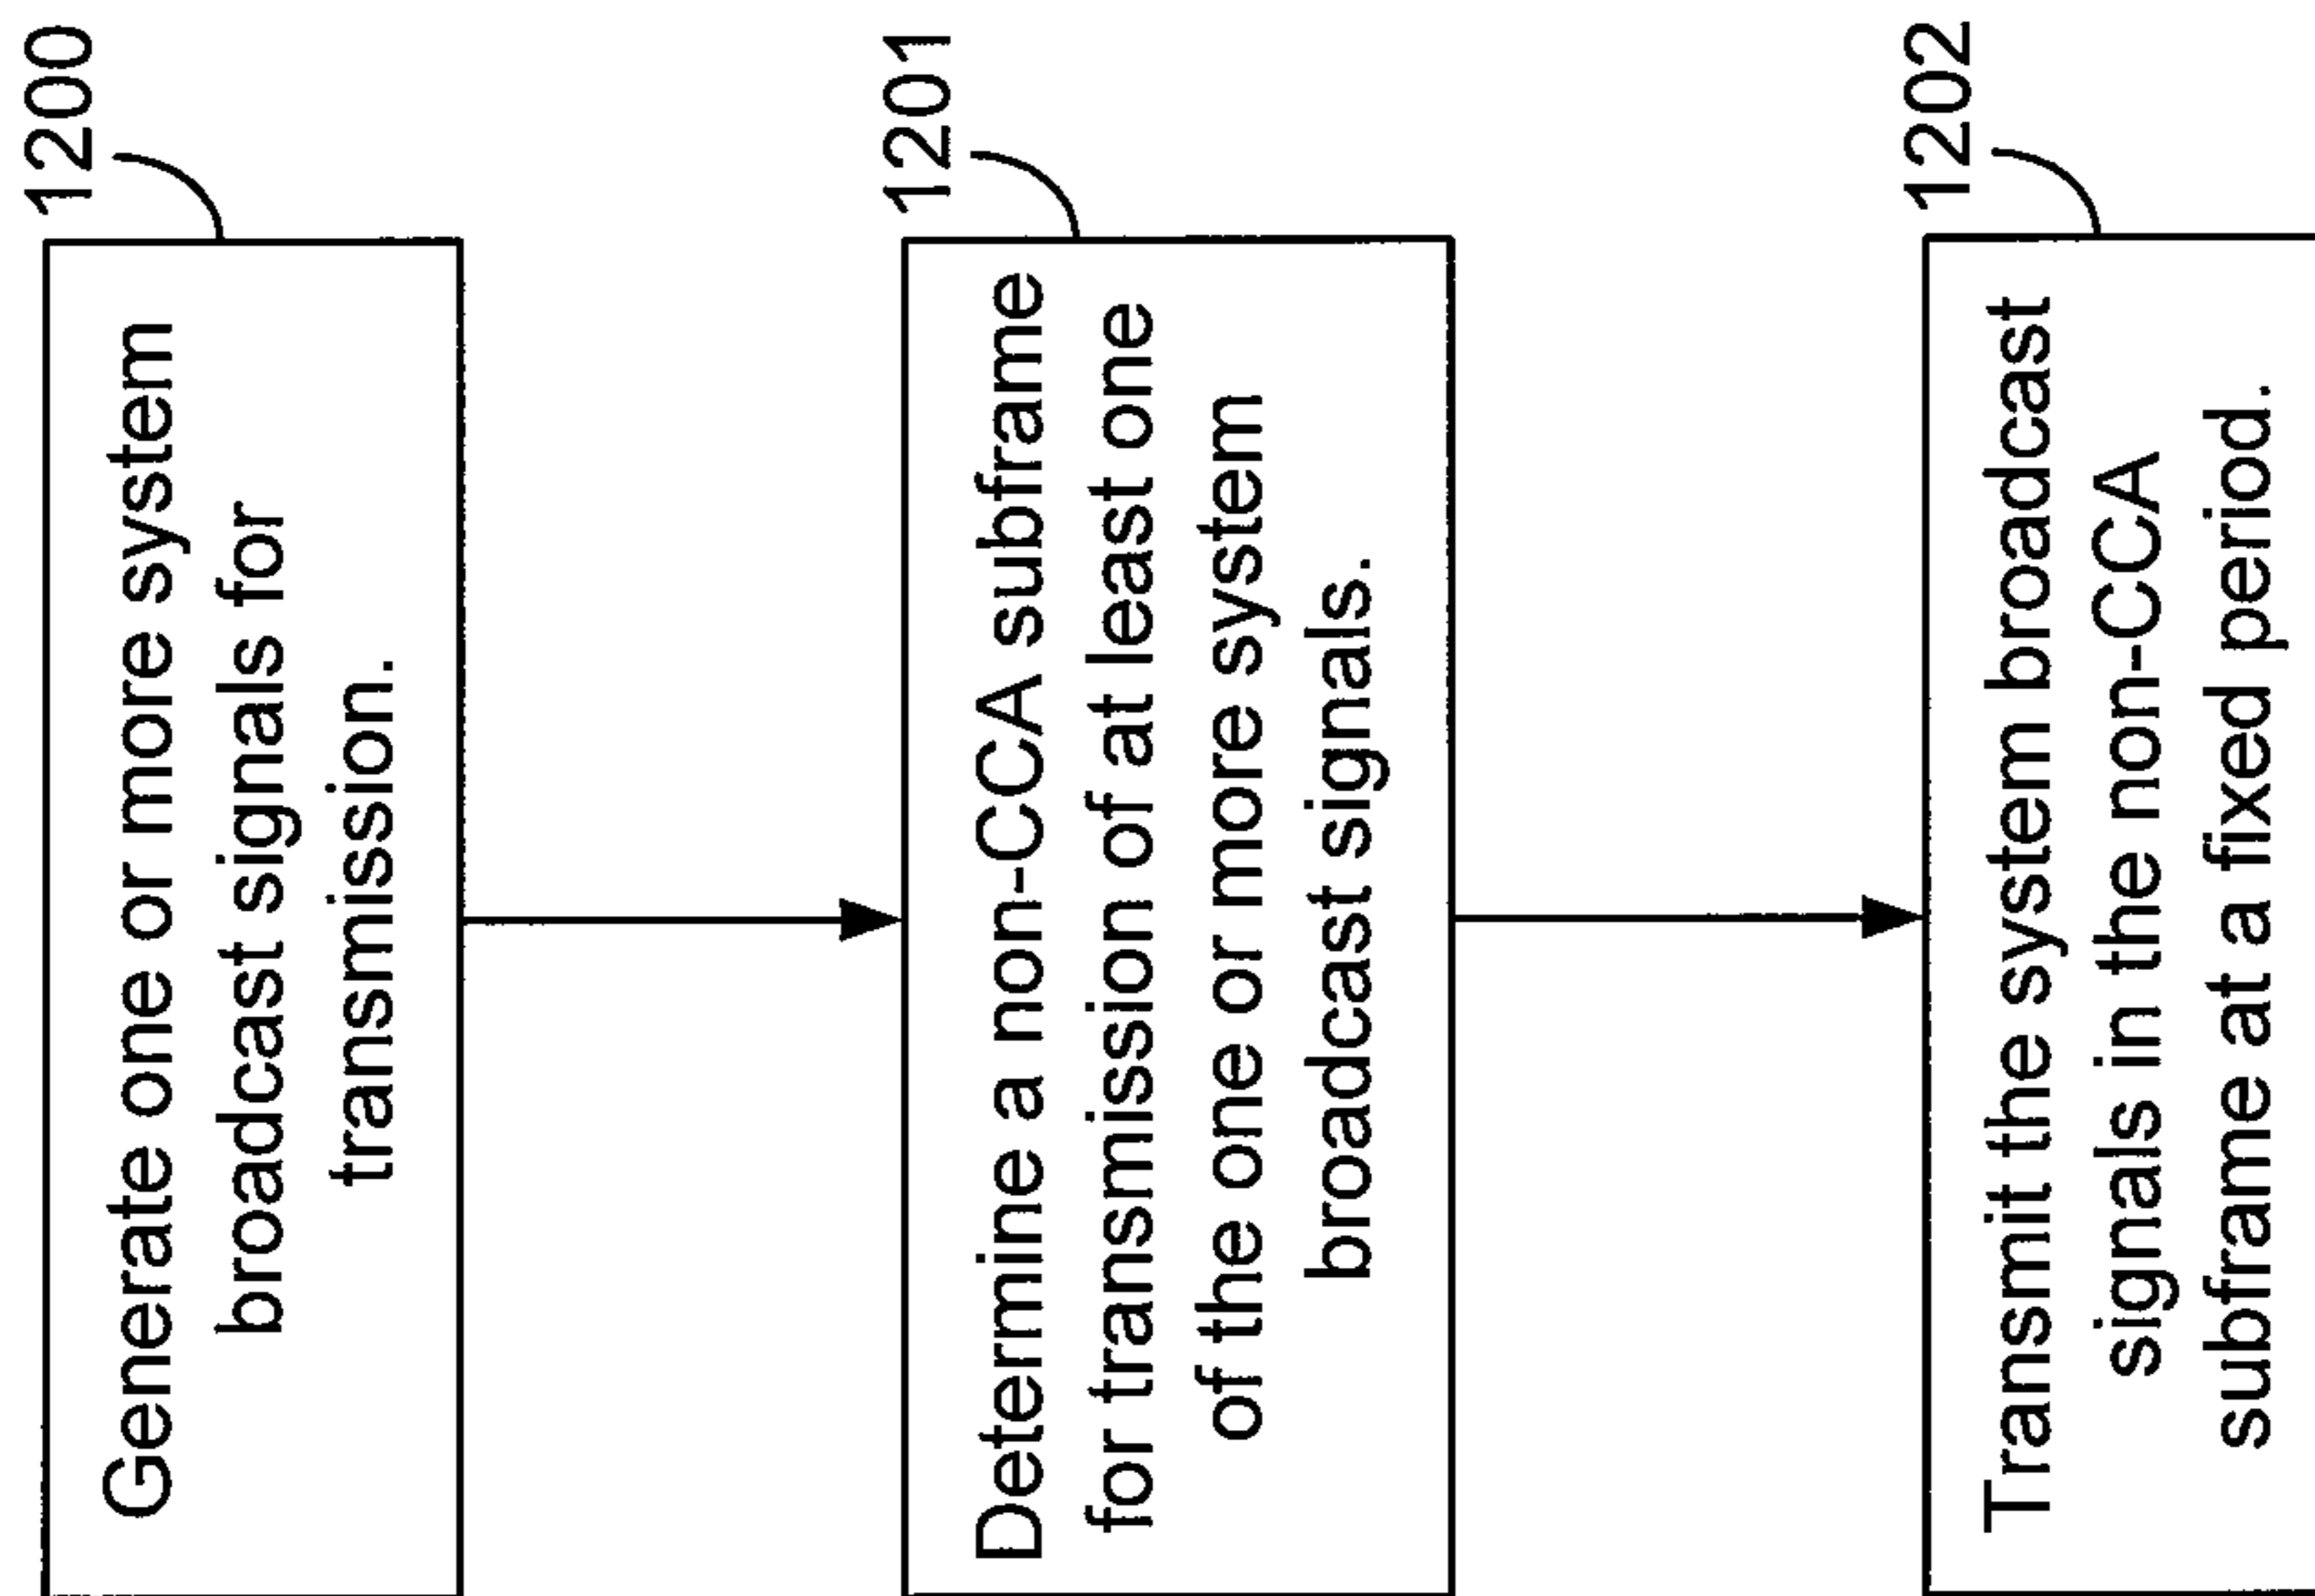 1200
Generate one or more system
broadcast signals for
transmission.
1201
Determine a non-CCA subframe
for transmission of at least one
of the one or more system
broadcast signals.
1202
Transmit the system broadcast
signals in the non-CCA
subframe at a fixed period.